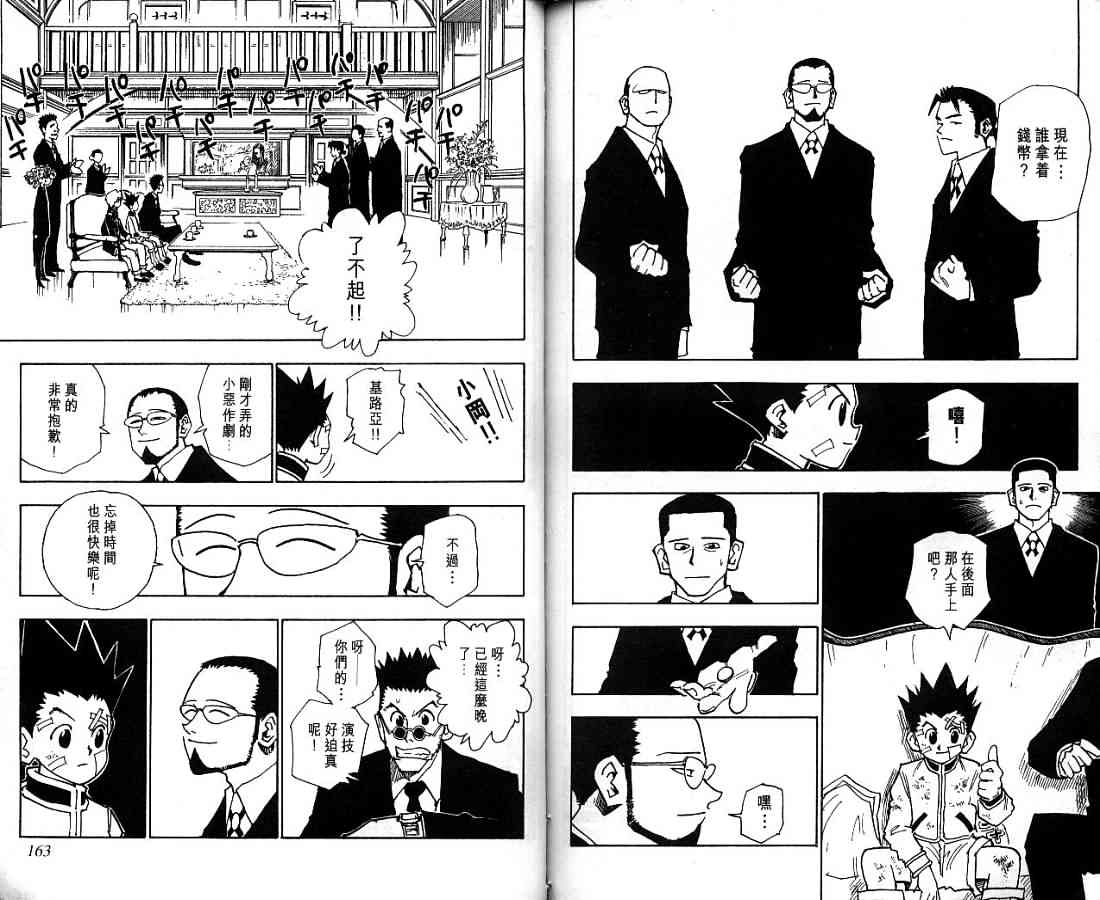 現在…
誰拿着
錢幣？
嘻！
在後面
那人手上
吧？
嘿…
パチ
パチ
パチ
パチ
パチ
パチ
パチ
パチ
パチ
パチ
パチ
パチ
パチ
了不起!!
小岡!!
基路亞!!
剛才弄的
小惡作劇…
真的
非常抱歉！
不過…
忘掉時間
也很快樂呢！
呀…
已經這麼晚
了…
呀…
你們的…
演技
好迫真
呢！
163